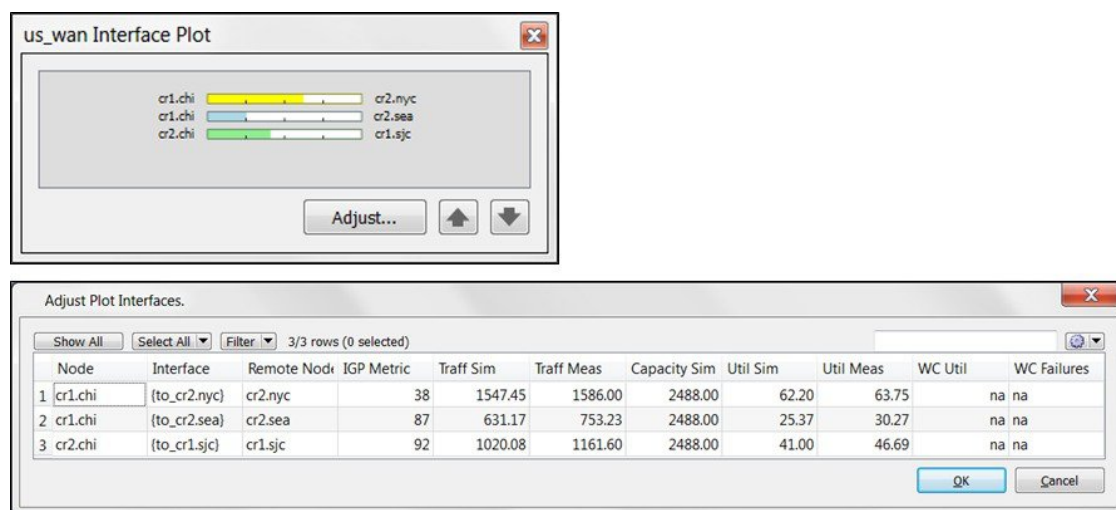 us_wan Interface Plot
cr1.chi cr2.nyc
cr1.chi cr2.sea
cr2.chi cr1.sjc
Adjust...
Adjust Plot Interfaces.
Show All Select All Filter 3/3 rows (0 selected)
Node Interface Remote Node IGP Metric Traff Sim Traff Meas Capacity Sim Util Sim Util Meas WC Util WC Failures
1 cr1.chi {to_cr2.nyc} cr2.nyc 38 1547.45 1586.00 2488.00 62.20 63.75 na na
2 cr1.chi {to_cr2.sea} cr2.sea 87 631.17 753.23 2488.00 25.37 30.27 na na
3 cr2.chi {to_cr1.sjc} cr1.sjc 92 1020.08 1161.60 2488.00 41.00 46.69 na na
OK Cancel